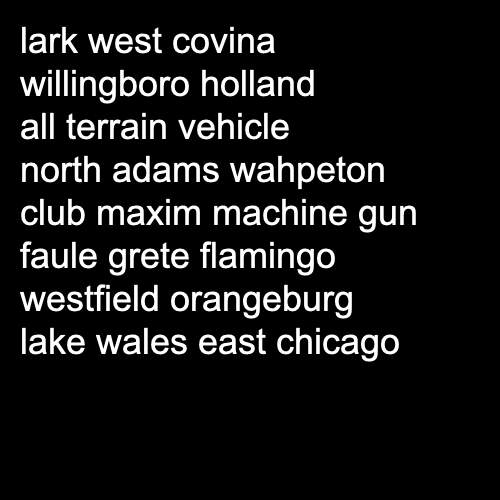 lark west covina
willingboro holland
all terrain vehicle
north adams wahpeton
club maxim machine gun
faule grete flamingo
westfield orangeburg
lake wales east chicago